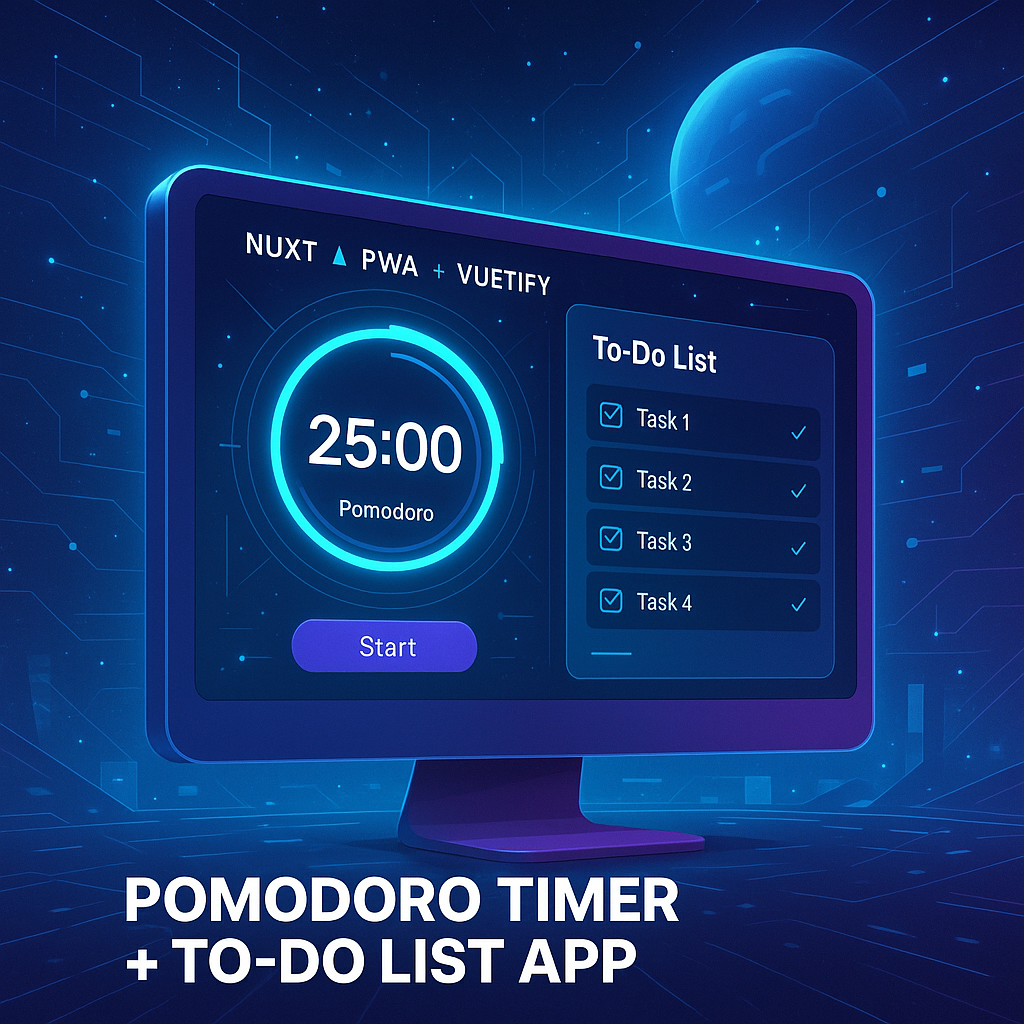 NUXT ▲ PWA + VUETIFY
25:00
Pomodoro
Start
To-Do List
Task 1
Task 2
Task 3
Task 4
POMODORO TIMER
+ TO-DO LIST APP